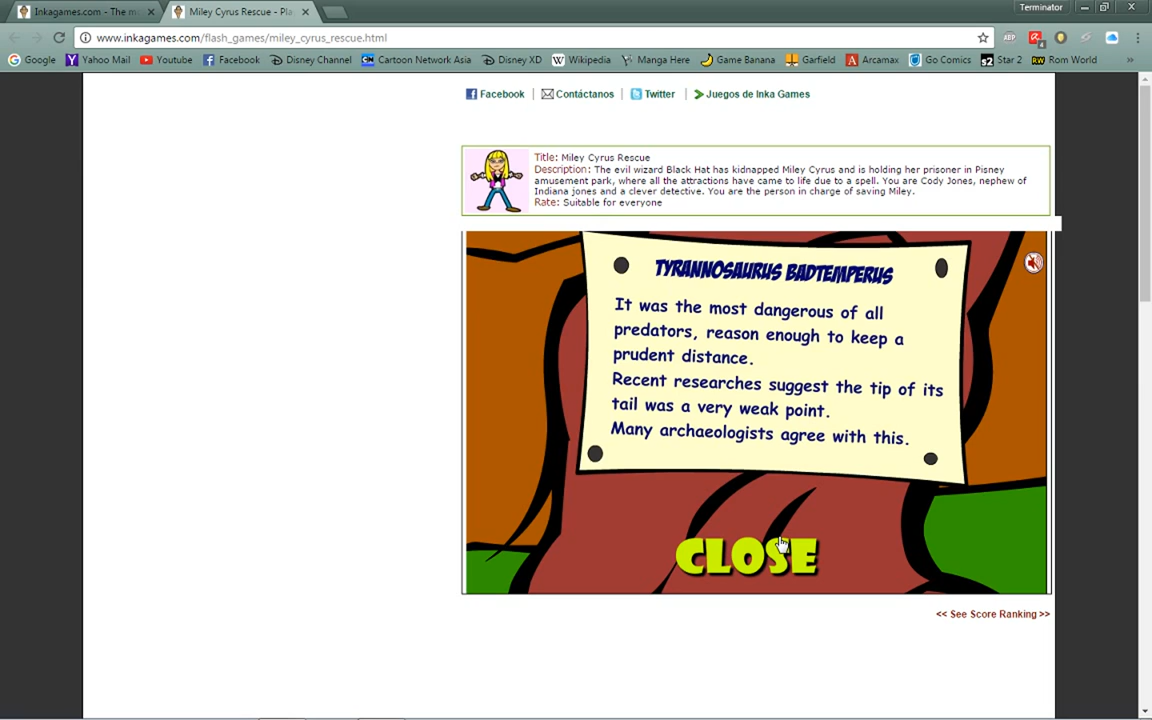 Inkagames.com - The m
Miley Cyrus Rescue - Pla
Terminator
www.inkagames.com/flash_games/miley_cyrus_rescue.html
ABP
4
Google
Yahoo Mail
Youtube
Facebook
Disney Channel
Cartoon Network Asia
Disney XD
Wikipedia
Manga Here
Game Banana
Garfield
Arcamax
Go Comics
Star 2
Rom World
Facebook
Contáctanos
Twitter
Juegos de Inka Games
Title: Miley Cyrus Rescue
Description: The evil wizard Black Hat has kidnapped Miley Cyrus and is holding her prisoner in Pisney
amusement park, where all the attractions have came to life due to a spell. You are Cody Jones, nephew of
Indiana jones and a clever detective. You are the person in charge of saving Miley.
Rate: Suitable for everyone
TYRANNOSAURUS BADTEMPERUS
It was the most dangerous of all
predators, reason enough to keep a
prudent distance.
Recent researches suggest the tip of its
tail was a very weak point.
Many archaeologists agree with this.
CLOSE
<< See Score Ranking >>